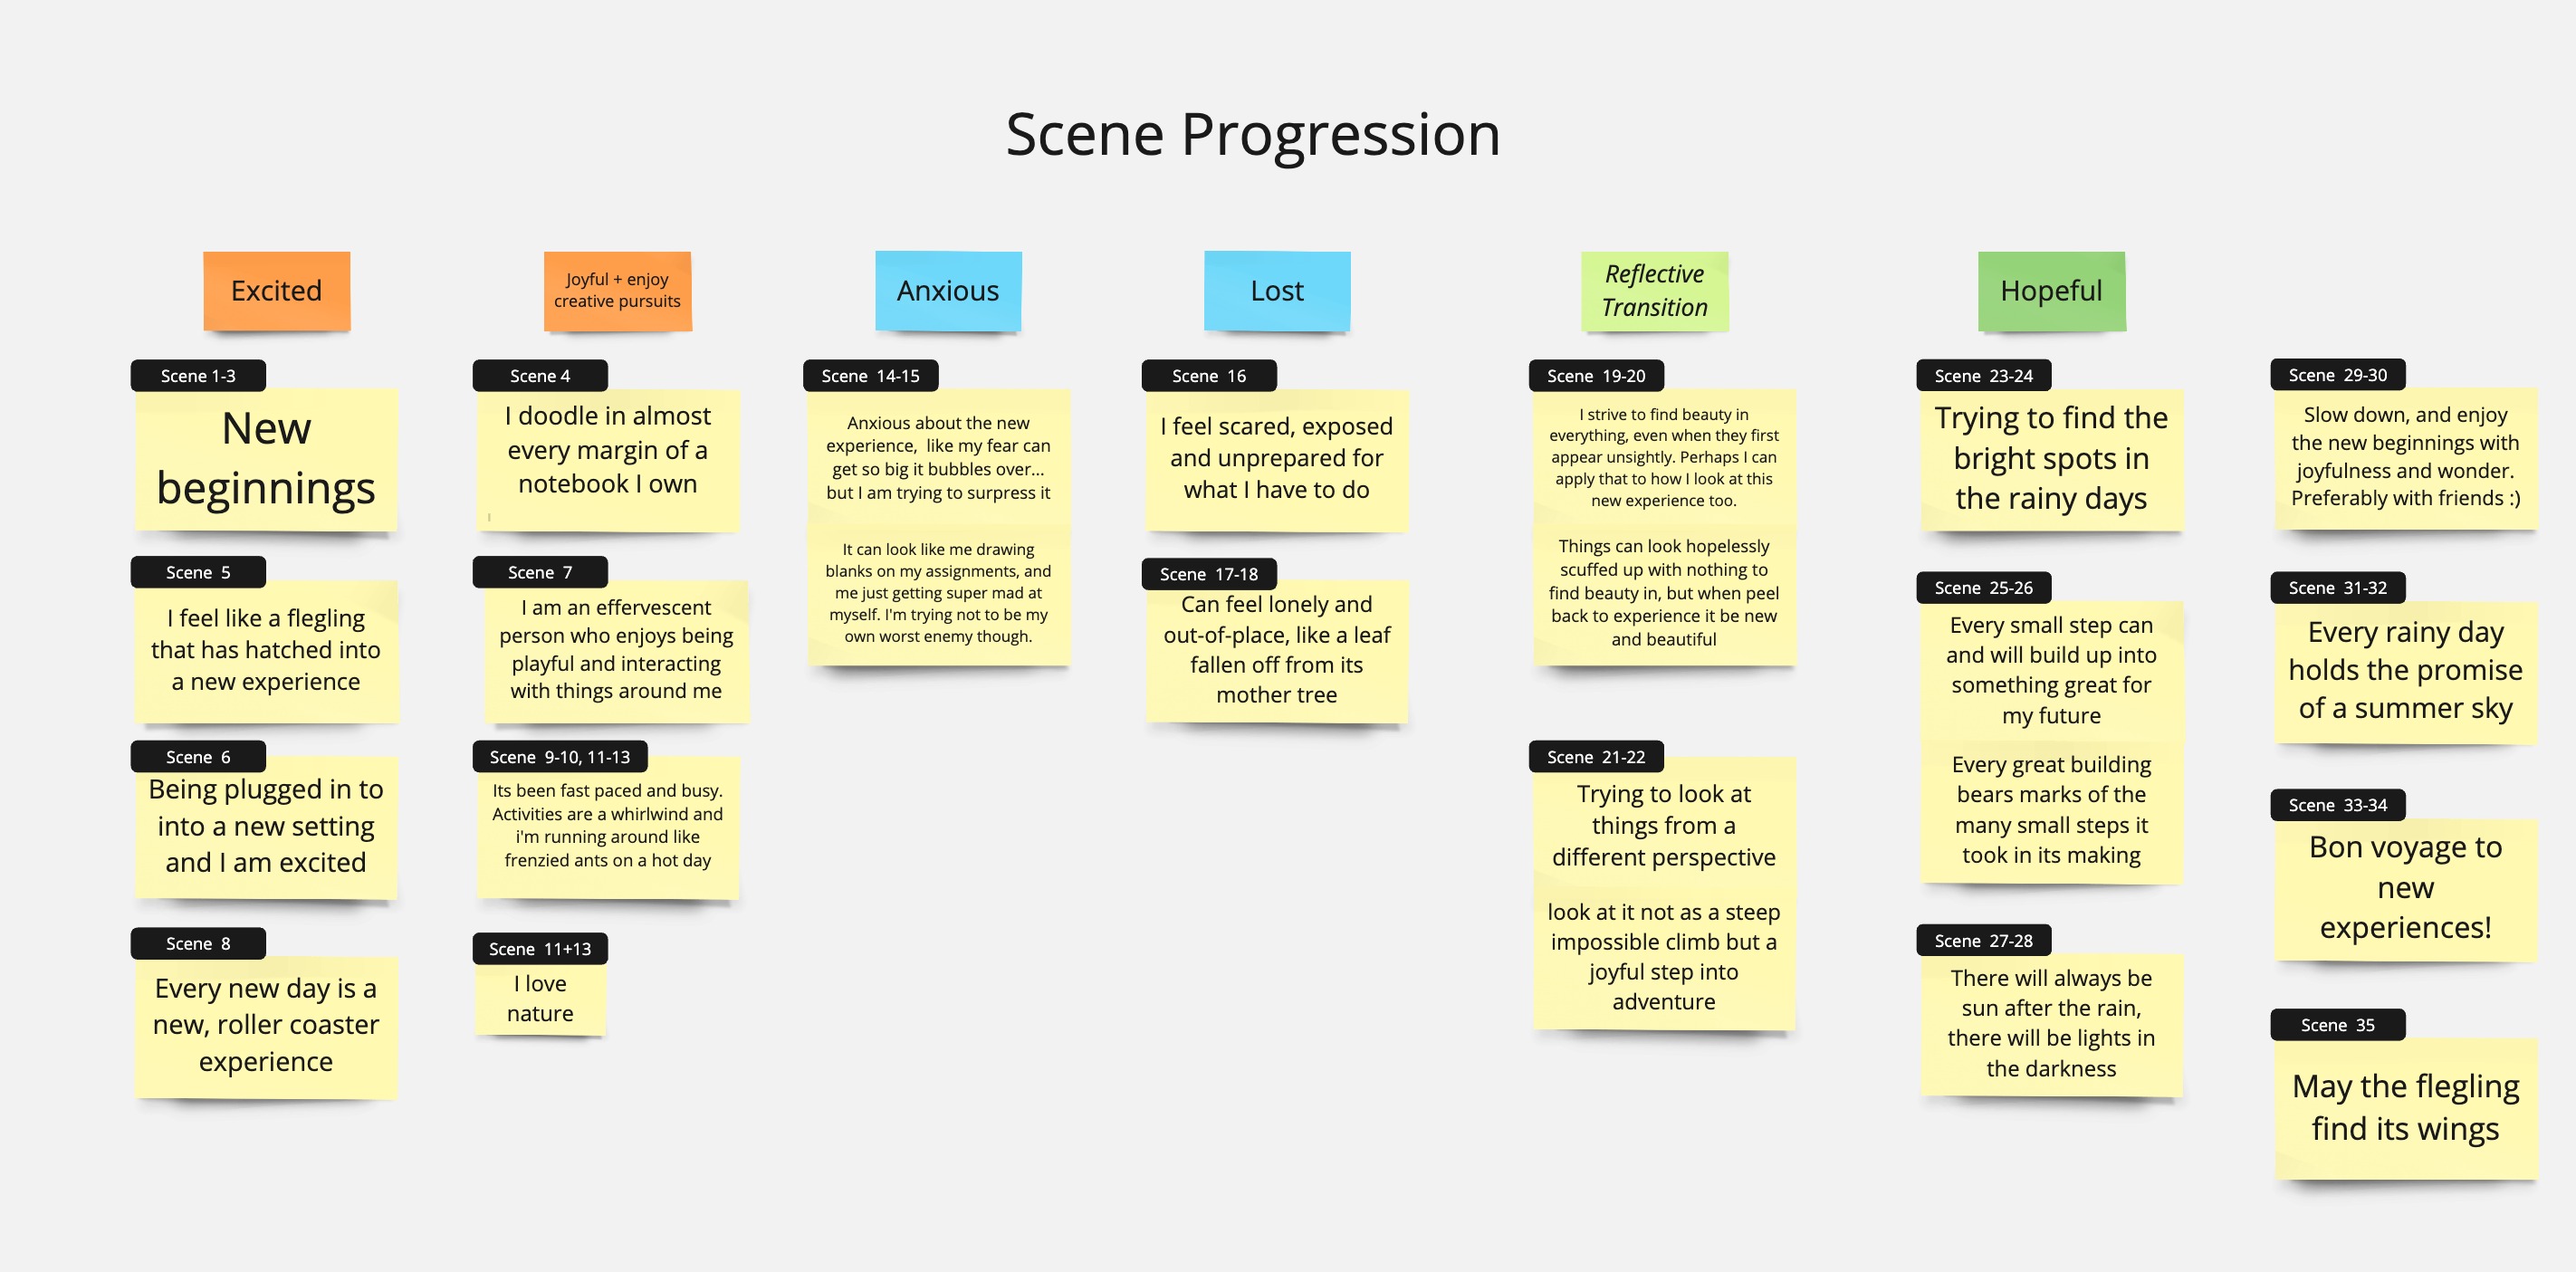 Scene Progression
Excited
Scene 1-3
New
beginnings
Scene 5
I feel like a flegling
that has hatched into
a new experience
Scene 6
Being plugged in to
into a new setting
and I am excited
Scene 8
Every new day is a
new, roller coaster
experience
Joyful + enjoy
creative pursuits
Scene 4
I doodle in almost
every margin of a
notebook I own
Scene 7
I am an effervescent
person who enjoys being
playful and interacting
with things around me
Scene 9-10, 11-13
Its been fast paced and busy.
Activities are a whirlwind and
i'm running around like
frenzied ants on a hot day
Scene 11+13
I love
nature
Anxious
Scene 14-15
Anxious about the new
experience, like my fear can
get so big it bubbles over...
but I am trying to surpress it
It can look like me drawing
blanks on my assignments, and
me just getting super mad at
myself. I'm trying not to be my
own worst enemy though.
Lost
Scene 16
I feel scared, exposed
and unprepared for
what I have to do
Scene 17-18
Can feel lonely and
out-of-place, like a leaf
fallen off from its
mother tree
Reflective
Transition
Scene 19-20
I strive to find beauty in
everything, even when they first
appear unsightly. Perhaps I can
apply that to how I look at this
new experience too.
Things can look hopelessly
scuffed up with nothing to
find beauty in, but when peel
back to experience it be new
and beautiful
Scene 21-22
Trying to look at
things from a
different perspective
look at it not as a steep
impossible climb but a
joyful step into
adventure
Hopeful
Scene 23-24
Trying to find the
bright spots in
the rainy days
Scene 25-26
Every small step can
and will build up into
something great for
my future
Every great building
bears marks of the
many small steps it
took in its making
Scene 27-28
There will always be
sun after the rain,
there will be lights in
the darkness
Scene 29-30
Slow down, and enjoy
the new beginnings with
joyfulness and wonder.
Preferably with friends :)
Scene 31-32
Every rainy day
holds the promise
of a summer sky
Scene 33-34
Bon voyage to
new
experiences!
Scene 35
May the flegling
find its wings